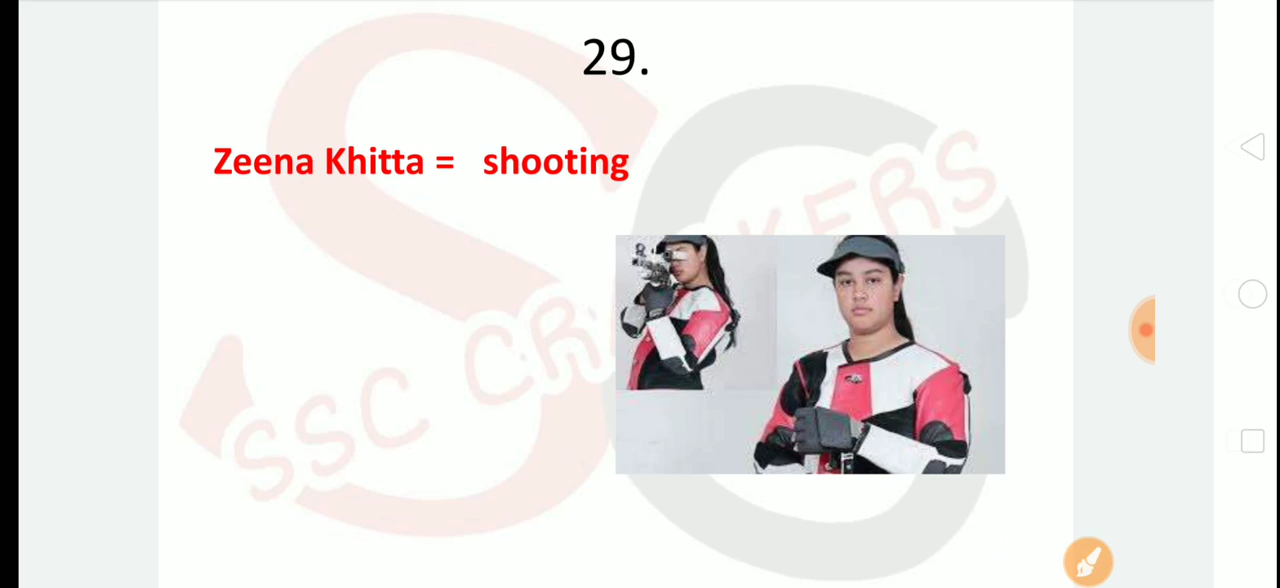 29.
Zeena Khitta = shooting
SSC CRACKERS